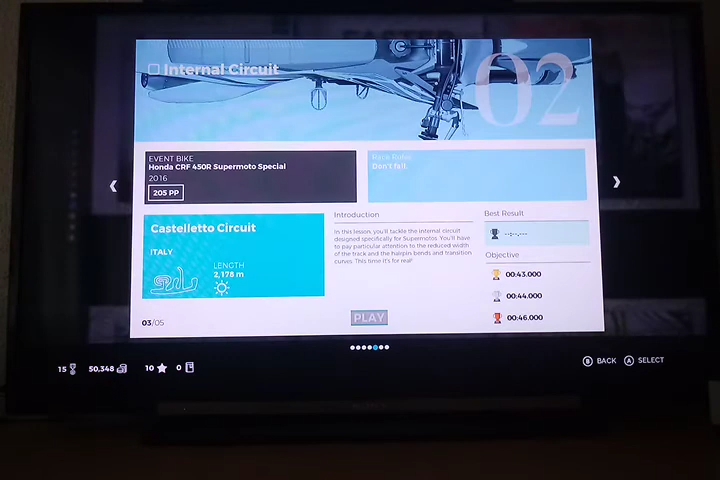 Internal Circuit
02
EVENT BIKE
Honda CRF 450R Supermoto Special
2016
205 PP
Race Rules
Don't fall.
Castelletto Circuit
ITALY
LENGTH
2,178 m
Introduction
In this lesson, you'll tackle the internal circuit
designed specifically for Supermotos. You'll have
to pay particular attention to the reduced width
of the track and the hairpin bends and transition
curves. This time it's for real!
Best Result
--:--.---
Objective
00:43.000
00:44.000
00:46.000
03/05
PLAY
15
50,348
10
0
B BACK
A SELECT